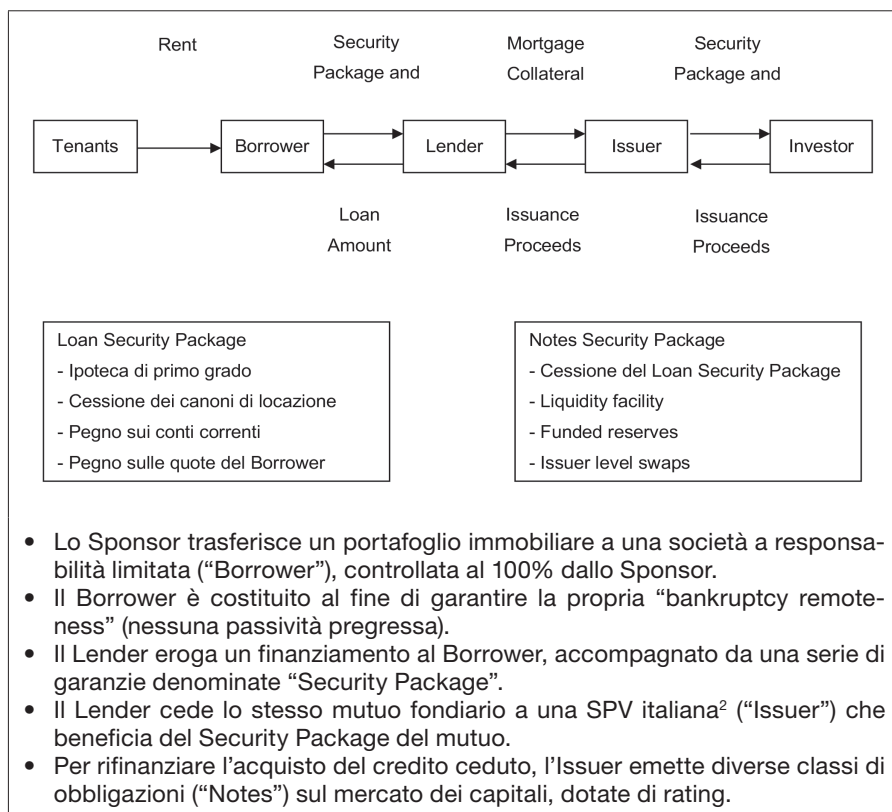 Rent
Security
Package and
Mortgage
Collateral
Security
Package and
Tenants
Borrower
Lender
Issuer
Investor
Loan
Amount
Issuance
Proceeds
Issuance
Proceeds
Loan Security Package
- Ipoteca di primo grado
- Cessione dei canoni di locazione
- Pegno sui conti correnti
- Pegno sulle quote del Borrower
Notes Security Package
- Cessione del Loan Security Package
- Liquidity facility
- Funded reserves
- Issuer level swaps
• Lo Sponsor trasferisce un portafoglio immobiliare a una società a responsa-
bilità limitata (“Borrower”), controllata al 100% dallo Sponsor.
• Il Borrower è costituito al fine di garantire la propria “bankruptcy remote-
ness” (nessuna passività pregressa).
• Il Lender eroga un finanziamento al Borrower, accompagnato da una serie di
garanzie denominate “Security Package”.
• Il Lender cede lo stesso mutuo fondiario a una SPV italiana² (“Issuer”) che
beneficia del Security Package del mutuo.
• Per rifinanziare l’acquisto del credito ceduto, l’Issuer emette diverse classi di
obbligazioni (“Notes”) sul mercato dei capitali, dotate di rating.